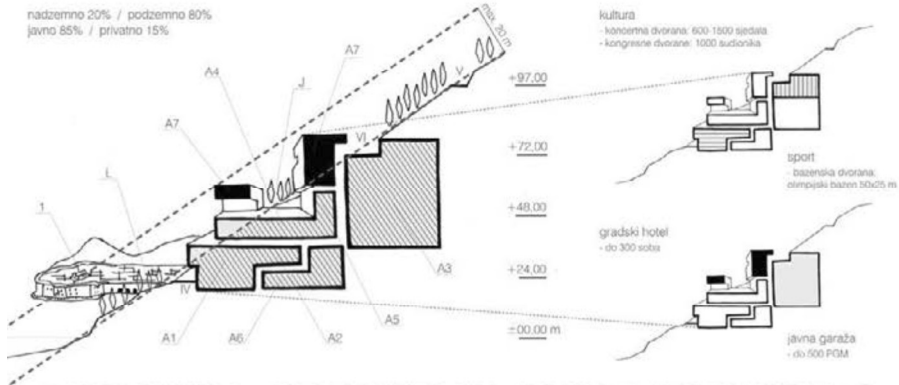 nadzemno 20% / podzemno 80%
javno 85% / privatno 15%
max. 20 m
A7
A4
J
V
A7
VI
L
1
IV
A3
A5
A1
A6
A2
+97,00
+72,00
+48,00
+24,00
±00.00 m
kultura
- koncertna dvorana: 600-1500 sjedala
- kongresne dvorane: 1000 sudionika
sport
- bazenska dvorana:
olimpijski bazen 50x25 m
gradski hotel
- do 300 soba
javna garaža
- do 500 PGM